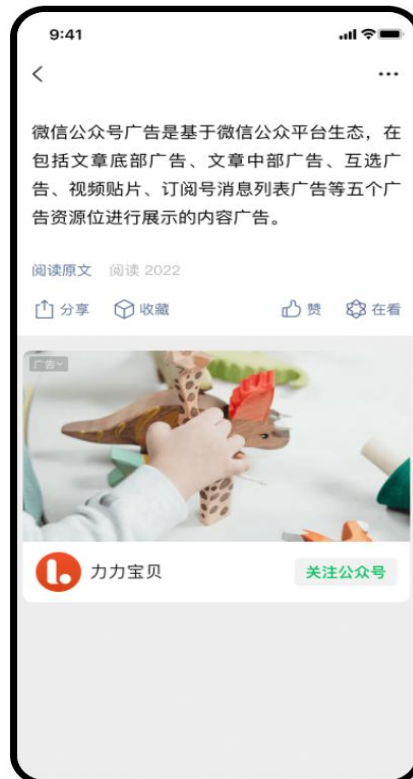 9:41
微信公众号广告是基于微信公众平台生态，在
包括文章底部广告、文章中部广告、互选广
告、视频贴片、订阅号消息列表广告等五个广
告资源位进行展示的内容广告。
阅读原文 阅读 2022
分享 收藏 赞 在看
广告
力力宝贝 关注公众号